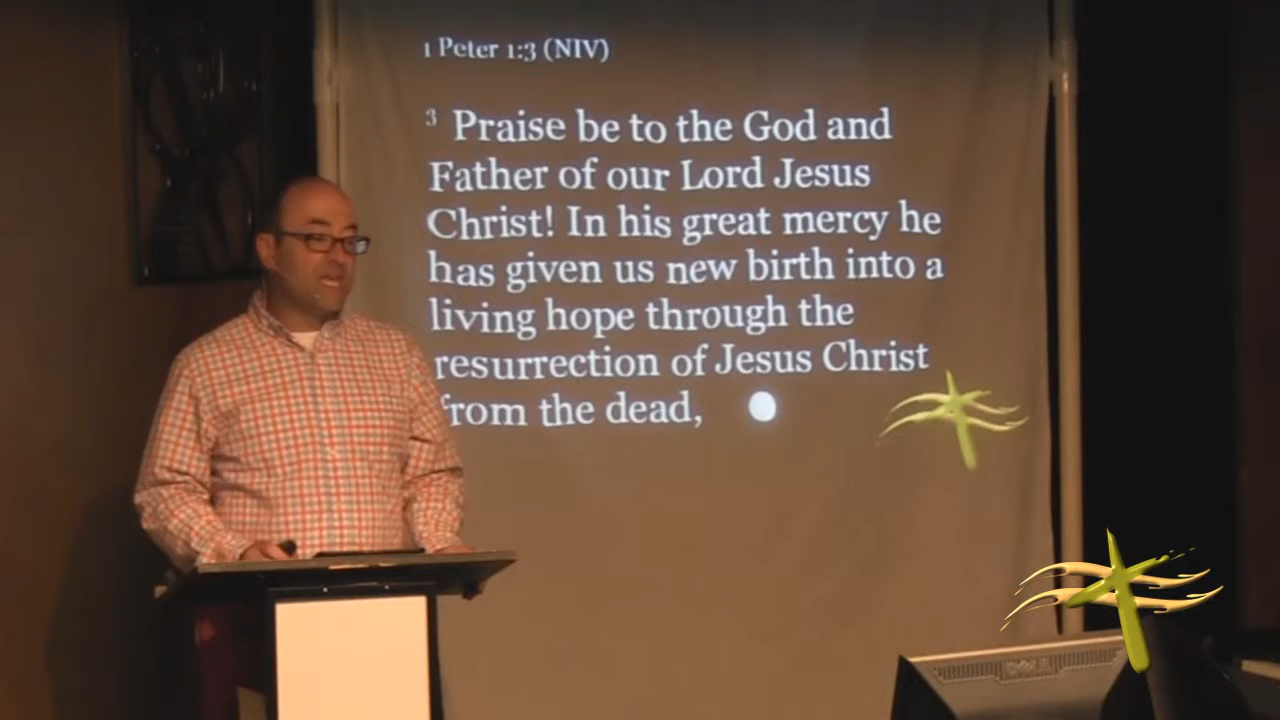 1 Peter 1:3 (NIV)
3 Praise be to the God and
Father of our Lord Jesus
Christ! In his great mercy he
has given us new birth into a
living hope through the
resurrection of Jesus Christ
from the dead,